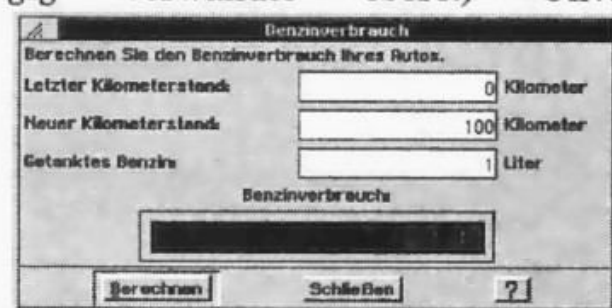 Benzinverbrauch
Berechnen Sie den Benzinverbrauch Ihres Autos.
Letzter Kilometerstand: 0 Kilometer
Neuer Kilometerstand: 100 Kilometer
Getanktes Benzin: 1 Liter
Benzinverbrauch:
Berechnen Schließen ?